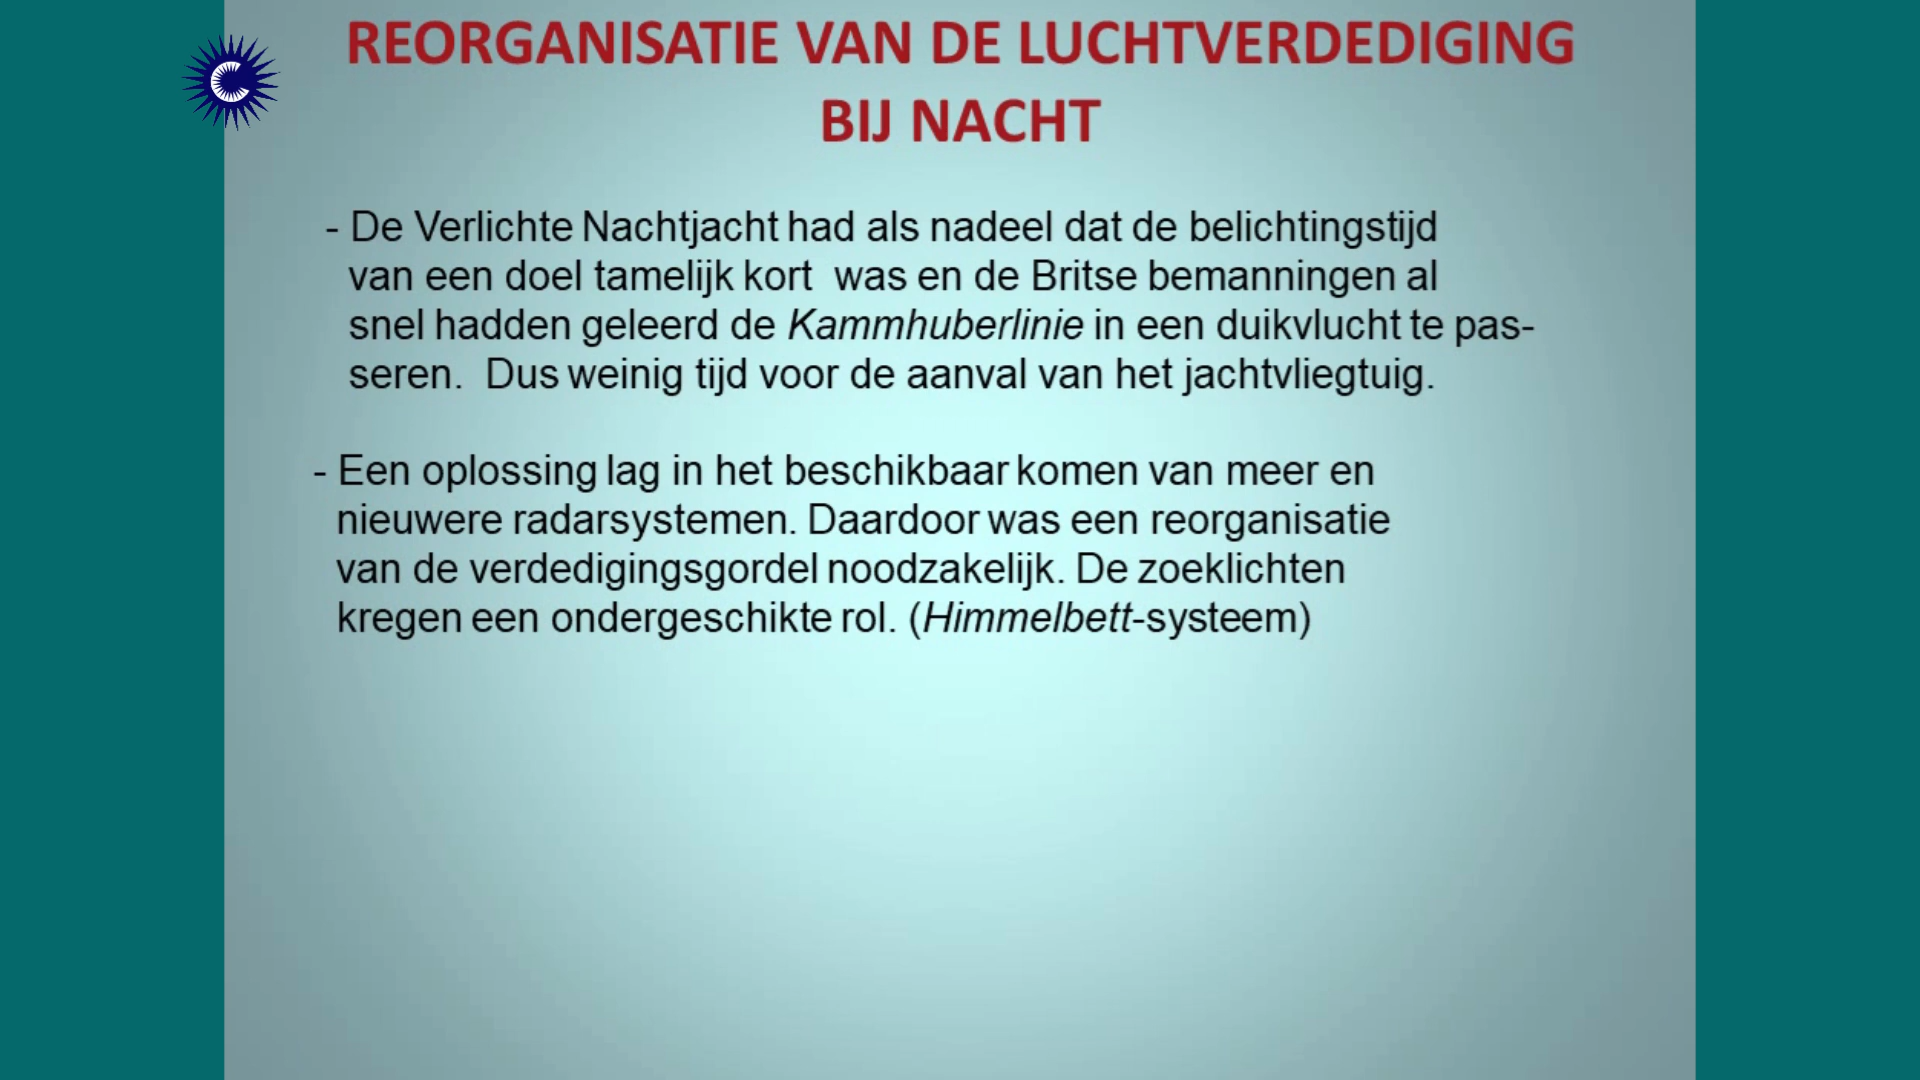 REORGANISATIE VAN DE LUCHTVERDEDIGING
BIJ NACHT
- De Verlichte Nachtjacht had als nadeel dat de belichtingstijd
van een doel tamelijk kort  was en de Britse bemanningen al
snel hadden geleerd de Kammhuberlinie in een duikvlucht te pas-
seren.  Dus weinig tijd voor de aanval van het jachtvliegtuig.
- Een oplossing lag in het beschikbaar komen van meer en
nieuwere radarsystemen. Daardoor was een reorganisatie
van de verdedigingsgordel noodzakelijk. De zoeklichten
kregen een ondergeschikte rol. (Himmelbett-systeem)